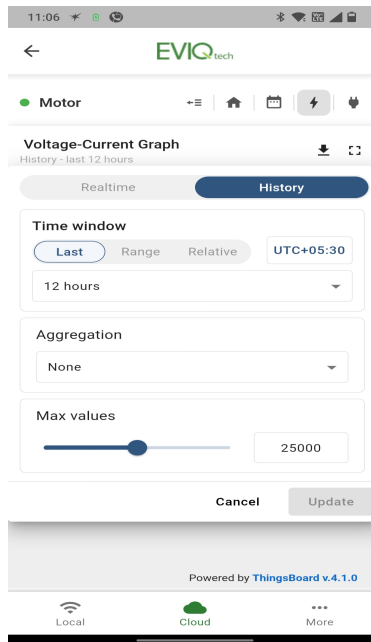 11:06
EVIQtech
Motor
Voltage-Current Graph
History - last 12 hours
Realtime History
Time window
Last Range Relative UTC+05:30
12 hours
Aggregation
None
Max values
25000
Cancel Update
Powered by ThingsBoard v.4.1.0
Local Cloud More